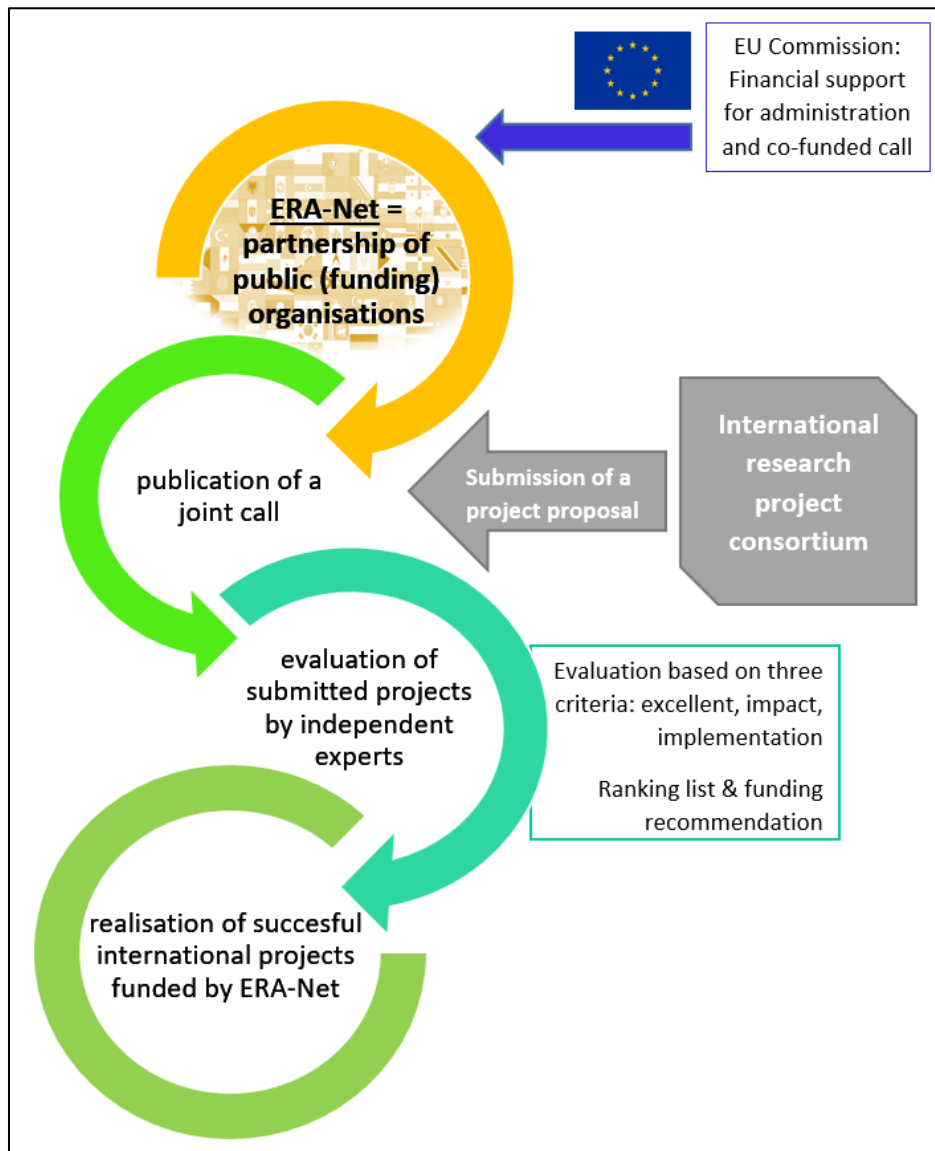 EU Commission:
Financial support
for administration
and co-funded call
ERA-Net =
partnership of
public (funding)
organisations
publication of a
joint call
Submission of a
project proposal
International
research
project
consortium
evaluation of
submitted projects
by independent
experts
Evaluation based on three
criteria: excellent, impact,
implementation
Ranking list & funding
recommendation
realisation of succesful
international projects
funded by ERA-Net